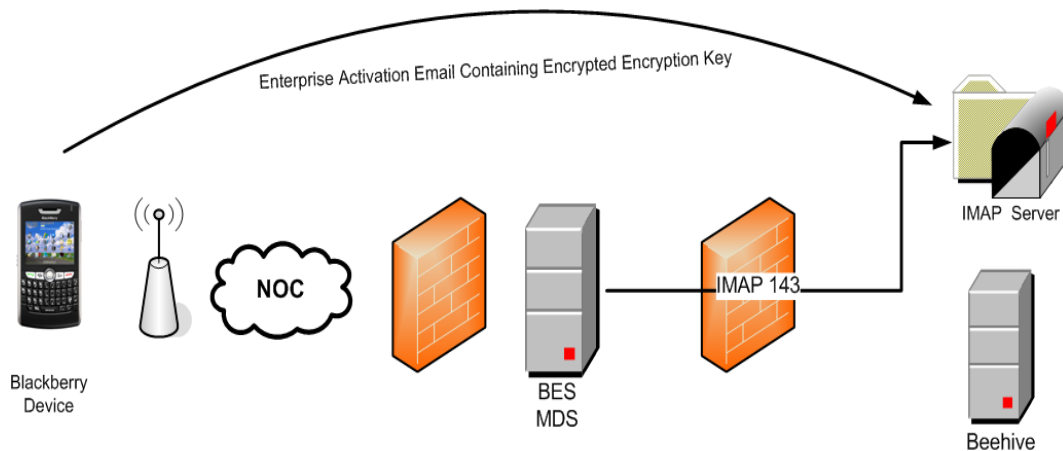 Enterprise Activation Email Containing Encrypted Encryption Key
IMAP Server
NOC
IMAP 143
Blackberry
Device
BES
MDS
Beehive